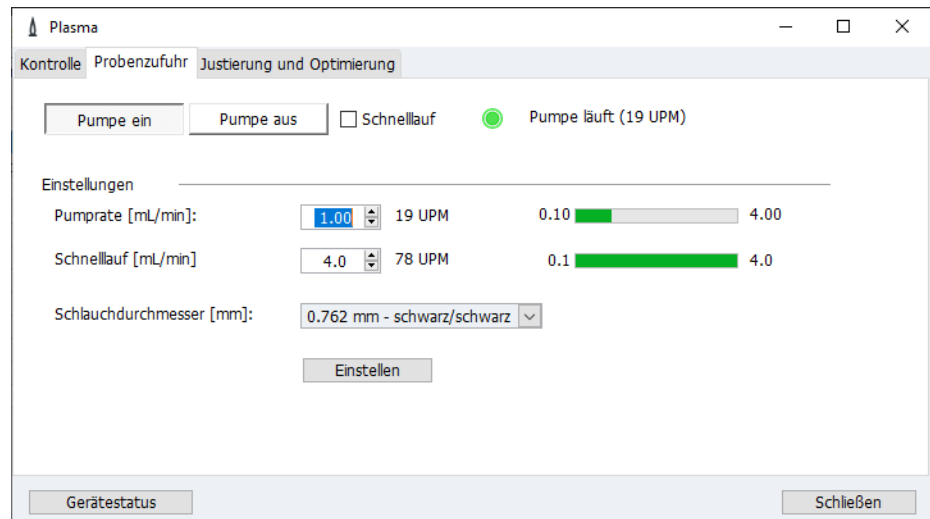 Plasma
Kontrolle Probenzufuhr Justierung und Optimierung
Pumpe ein Pumpe aus Schnelllauf Pumpe läuft (19 UPM)
Einstellungen
Pumprate [mL/min]: 1.00 19 UPM 0.10 4.00
Schnelllauf [mL/min] 4.0 78 UPM 0.1 4.0
Schlauchdurchmesser [mm]: 0.762 mm - schwarz/schwarz
Einstellen
Gerätestatus Schließen